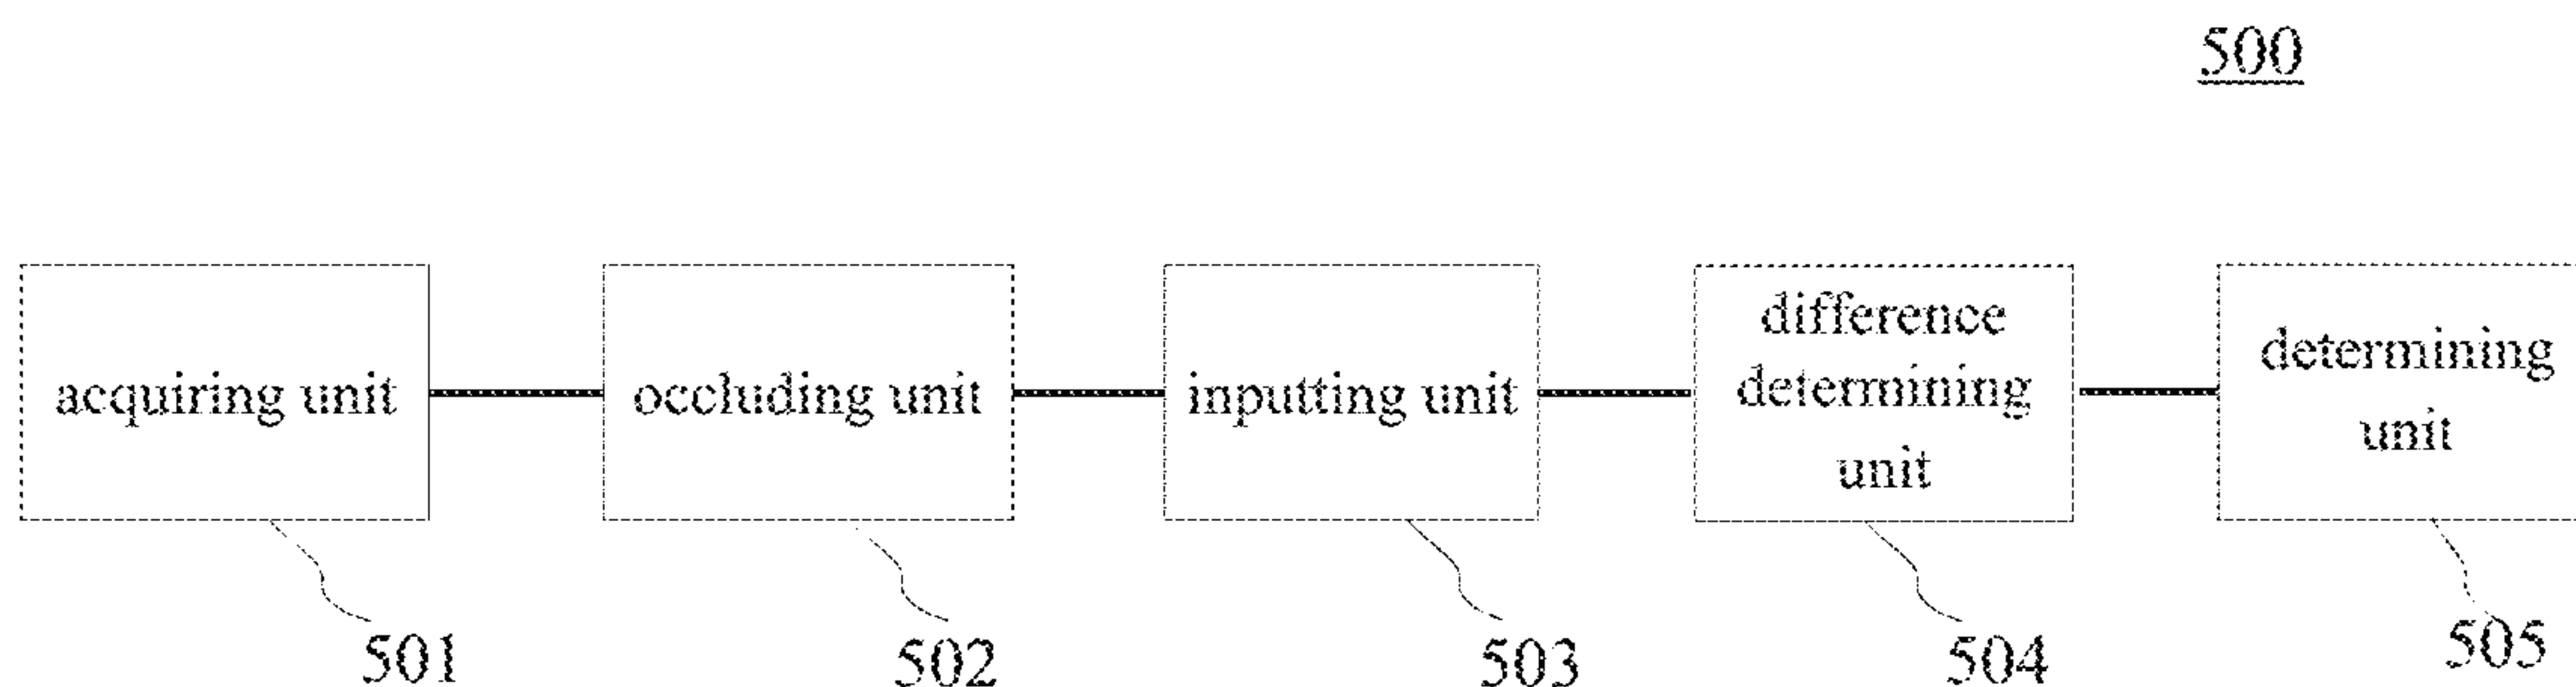 500
acquiring unit
occluding unit
inputting unit
difference
determining
unit
determining
unit
501
502
503
504
505